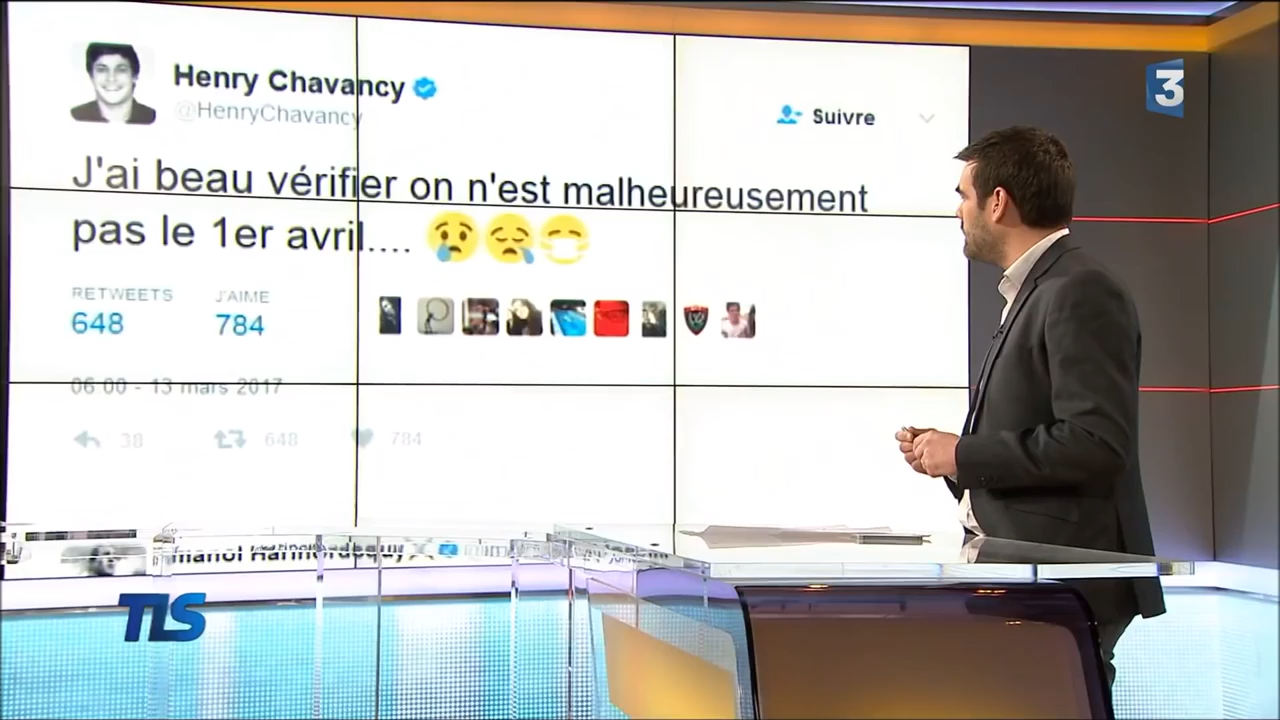 Henry Chavancy
@HenryChavancy
Suivre
3
J'ai beau vérifier on n'est malheureusement
pas le 1er avril....
RETWEETS J'AIME
648 784
06:00 - 13 mars 2017
38 648 784
TLS